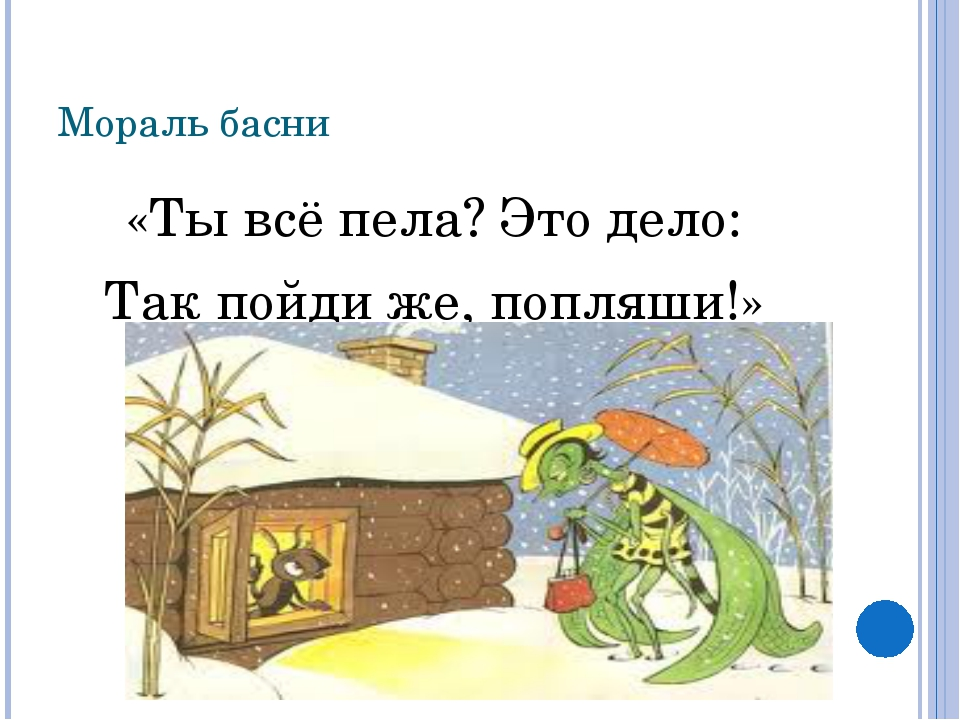 Мораль басни
«Ты всё пела? Это дело:
Так пойди же, попляши!»